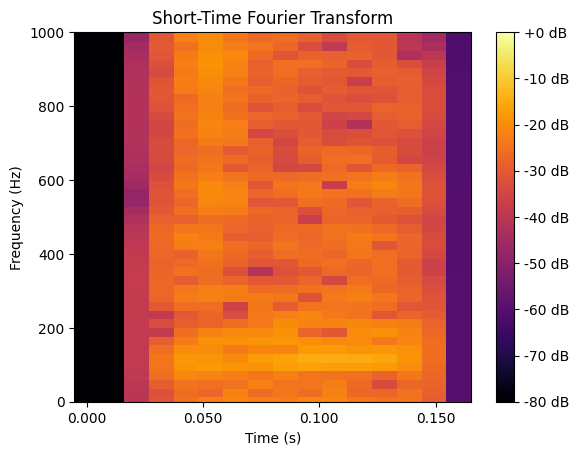 Short-Time Fourier Transform
1000
800
600
400
200
0
Frequency (Hz)
0.000
0.050
0.100
0.150
Time (s)
+0 dB
+10 dB
-20 dB
-30 dB
-40 dB
-50 dB
-60 dB
-70 dB
-80 dB